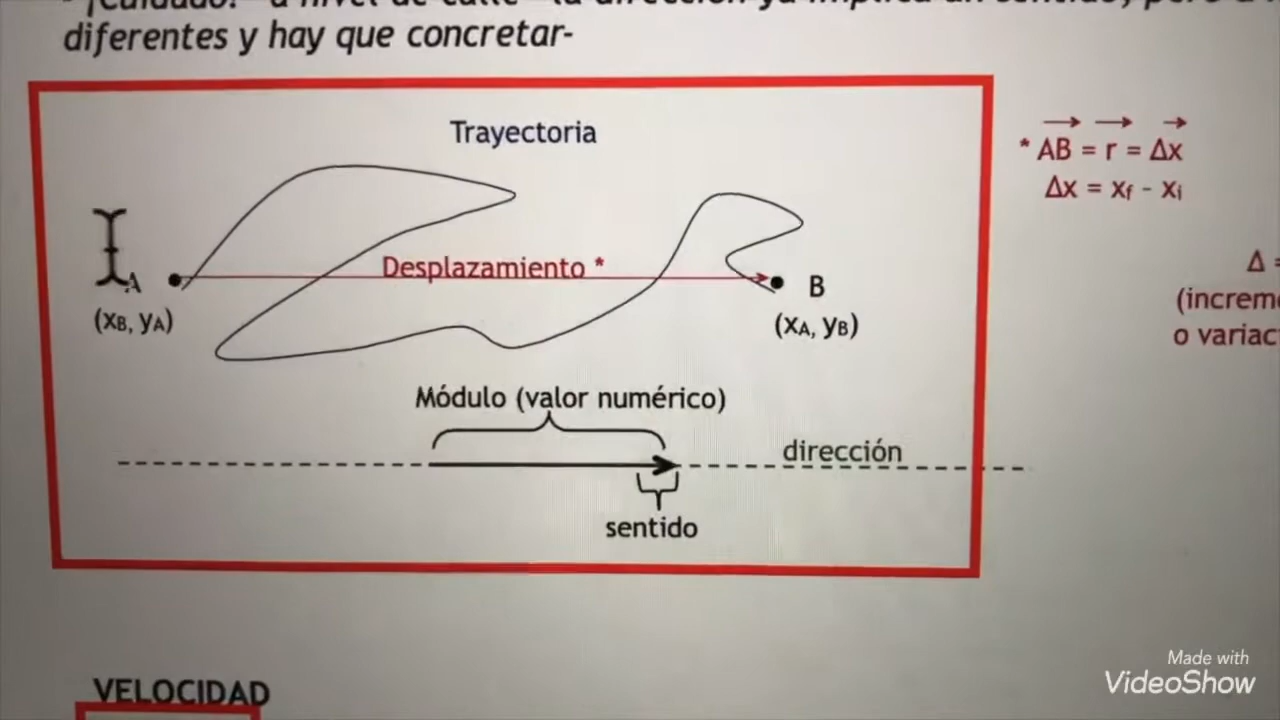 diferentes y hay que concretar-
Trayectoria
* AB = r = Δx
Δx = xf - xi
Desplazamiento *
A
(xB, yA)
B
(xA, yB)
Δ =
(increm
o variac
Módulo (valor numérico)
dirección
sentido
VELOCIDAD
Made with
VideoShow